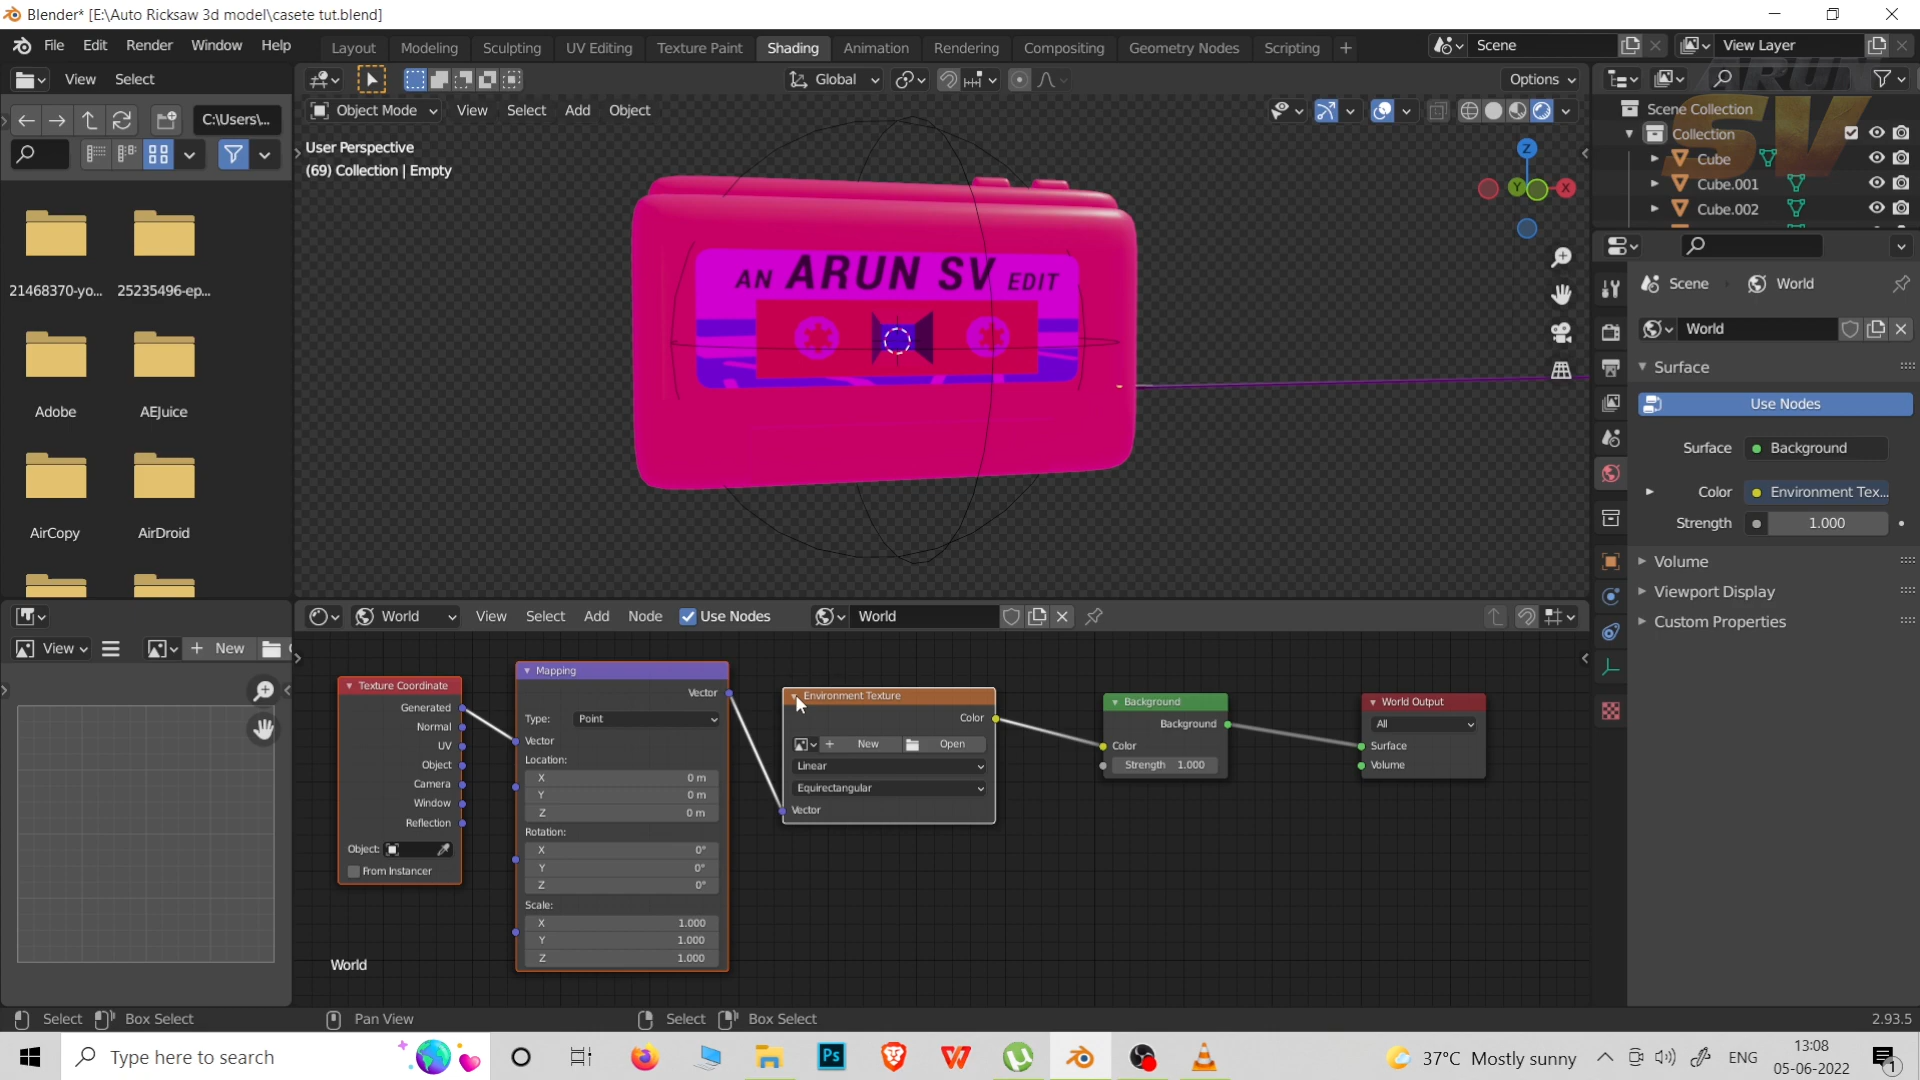 Blender* [E:\Auto Ricksaw 3d model\casete tut.blend]
File Edit Render Window Help Layout Modeling Sculpting UV Editing Texture Paint Shading Animation Rendering Compositing Geometry Nodes Scripting + Scene View Layer
View Select Global Options
C:\Users\... Object Mode View Select Add Object
ARUN
SV
Scene Collection
Collection
Cube
Cube.001
Cube.002
User Perspective
(69) Collection | Empty
Z
Y
X
AN ARUN SV EDIT
21468370-yo... 25235496-ep...
Adobe AEJuice
AirCopy AirDroid
Scene World
World
Surface
Use Nodes
Surface Background
Color Environment Tex...
Strength 1.000
Volume
Viewport Display
Custom Properties
World View Select Add Node Use Nodes World
View + New
Texture Coordinate
Generated
Normal
UV
Object
Camera
Window
Reflection
Object:
From Instancer
Mapping
Vector
Type: Point
Vector
Location:
X 0 m
Y 0 m
Z 0 m
Rotation:
X 0°
Y 0°
Z 0°
Scale:
X 1.000
Y 1.000
Z 1.000
Environment Texture
Color
+ New Open
Linear
Equirectangular
Vector
Background
Background
Color
Strength 1.000
World Output
All
Surface
Volume
World
Select Box Select Pan View Select Box Select 2.93.5
Type here to search Ps 37°C Mostly sunny ENG 13:08
05-06-2022 1